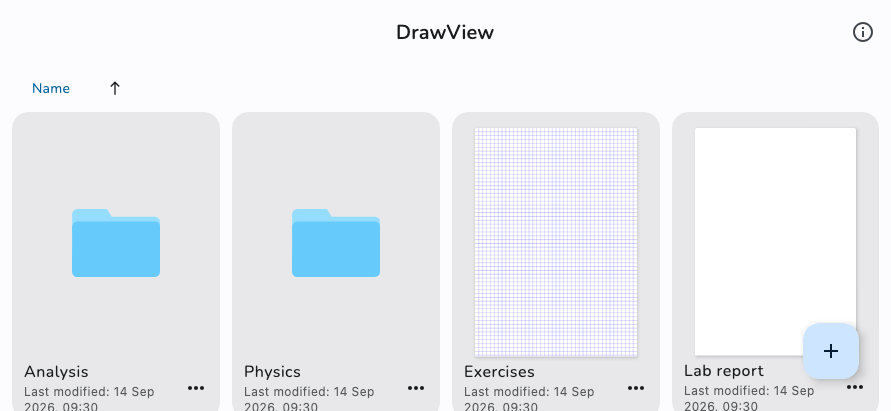 DrawView
Name
Analysis
Last modified: 14 Sep
2026, 09:30
Physics
Last modified: 14 Sep
2026, 09:30
Exercises
Last modified: 14 Sep
2026, 09:30
Lab report
Last modified: 14 Sep
2026, 09:30